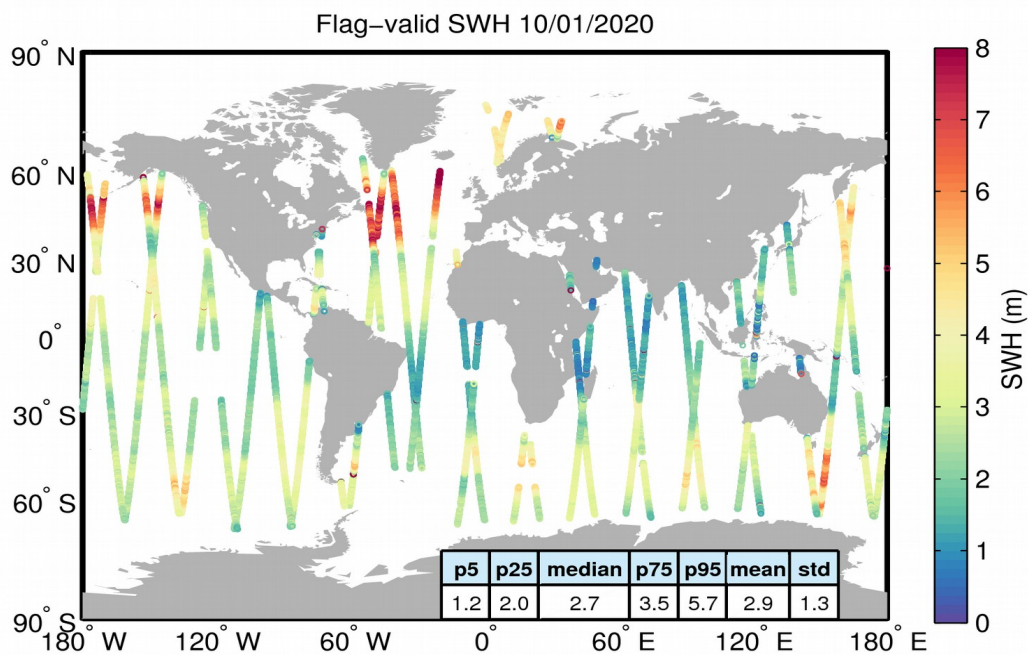 Flag−valid SWH 10/01/2020
90° N
60° N
30° N
0°
30° S
60° S
90° S
180° W
120° W
60° W
0°
60° E
120° E
180° E
8
7
6
5
4
3
2
1
0
SWH (m)
p5 p25 median p75 p95 mean std
1.2 2.0 2.7 3.5 5.7 2.9 1.3